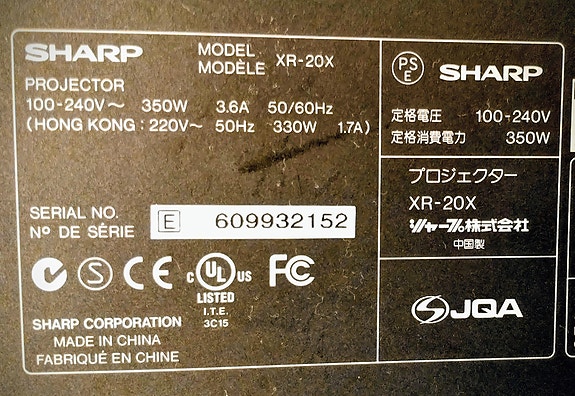 SHARP
MODEL XR-20X
MODÈLE
PROJECTOR
100-240V～ 350W 3.6A 50/60Hz
(HONG KONG : 220V～ 50Hz 330W 1.7A)
SERIAL NO.
Nº DE SÉRIE
E 609932152
C UL US
LISTED
I.T.E.
3C15
S
CE
FC
SHARP CORPORATION
MADE IN CHINA
FABRIQUÉ EN CHINE
PS
E
SHARP
定格電圧 100-240V
定格消費電力 350W
プロジェクター
XR-20X
シャープ株式会社
中国製
JQA